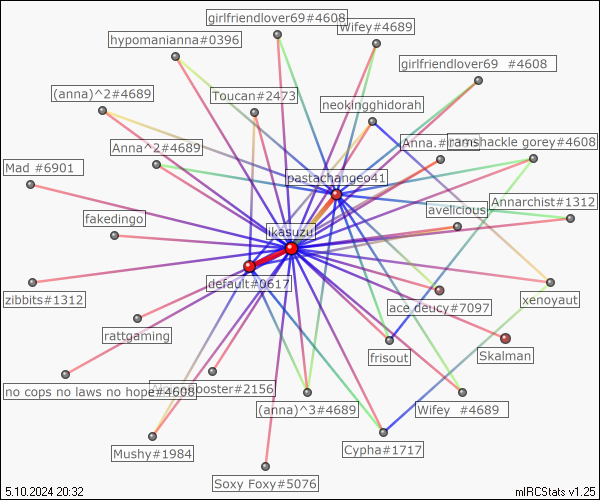 girlfriendlover69#4608
Wifey#4689
hypomanianna#0396
girlfriendlover69 #4608
(anna)^2#4689
Toucan#2473
neokingghidorah
Anna^2#4689
Anna.#
ramshackle gorey#4608
Mad #6901
pastachangeo41
avelicious
Annarchist#1312
fakedingo
ikasuzu
default#0617
zibbits#1312
ace deucy#7097
xenoyaut
rattgaming
frisout
Skalman
no cops no laws no hope#4608
#2156
(anna)^3#4689
Wifey #4689
Mushy#1984
Cypha#1717
Soxy Foxy#5076
5.10.2024 20:32
mIRCStats v1.25